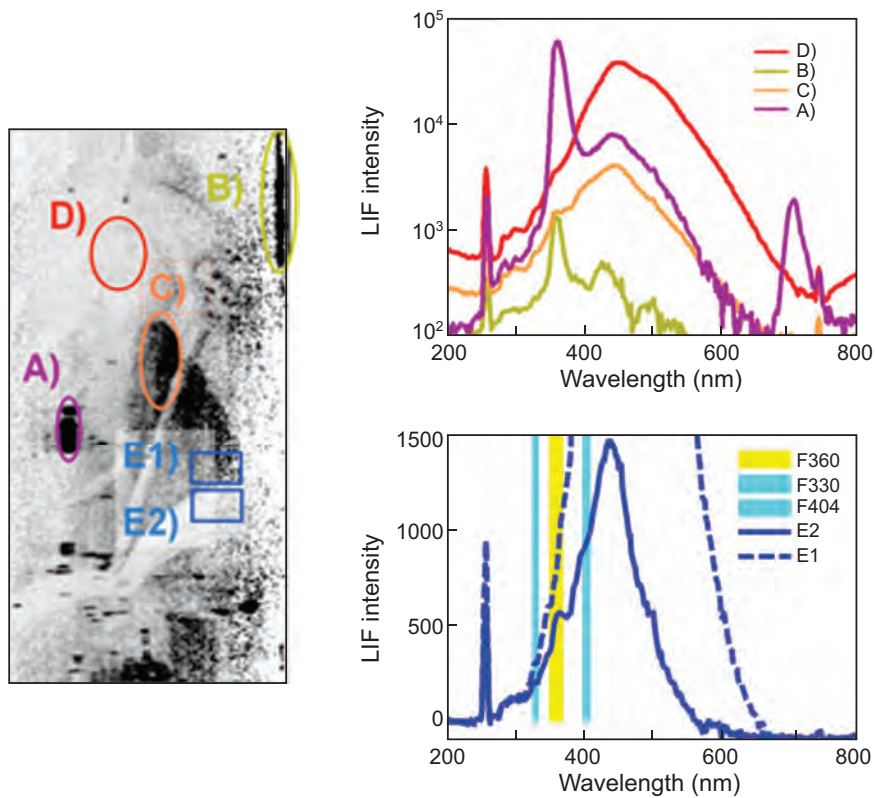 D)
B)
C)
A)
E1)
E2)
10^5
10^4
10^3
10^2
LIF intensity
D)
B)
C)
A)
200 400 600 800
Wavelength (nm)
1500
1000
500
0
LIF intensity
F360
F330
F404
E2
E1
200 400 600 800
Wavelength (nm)